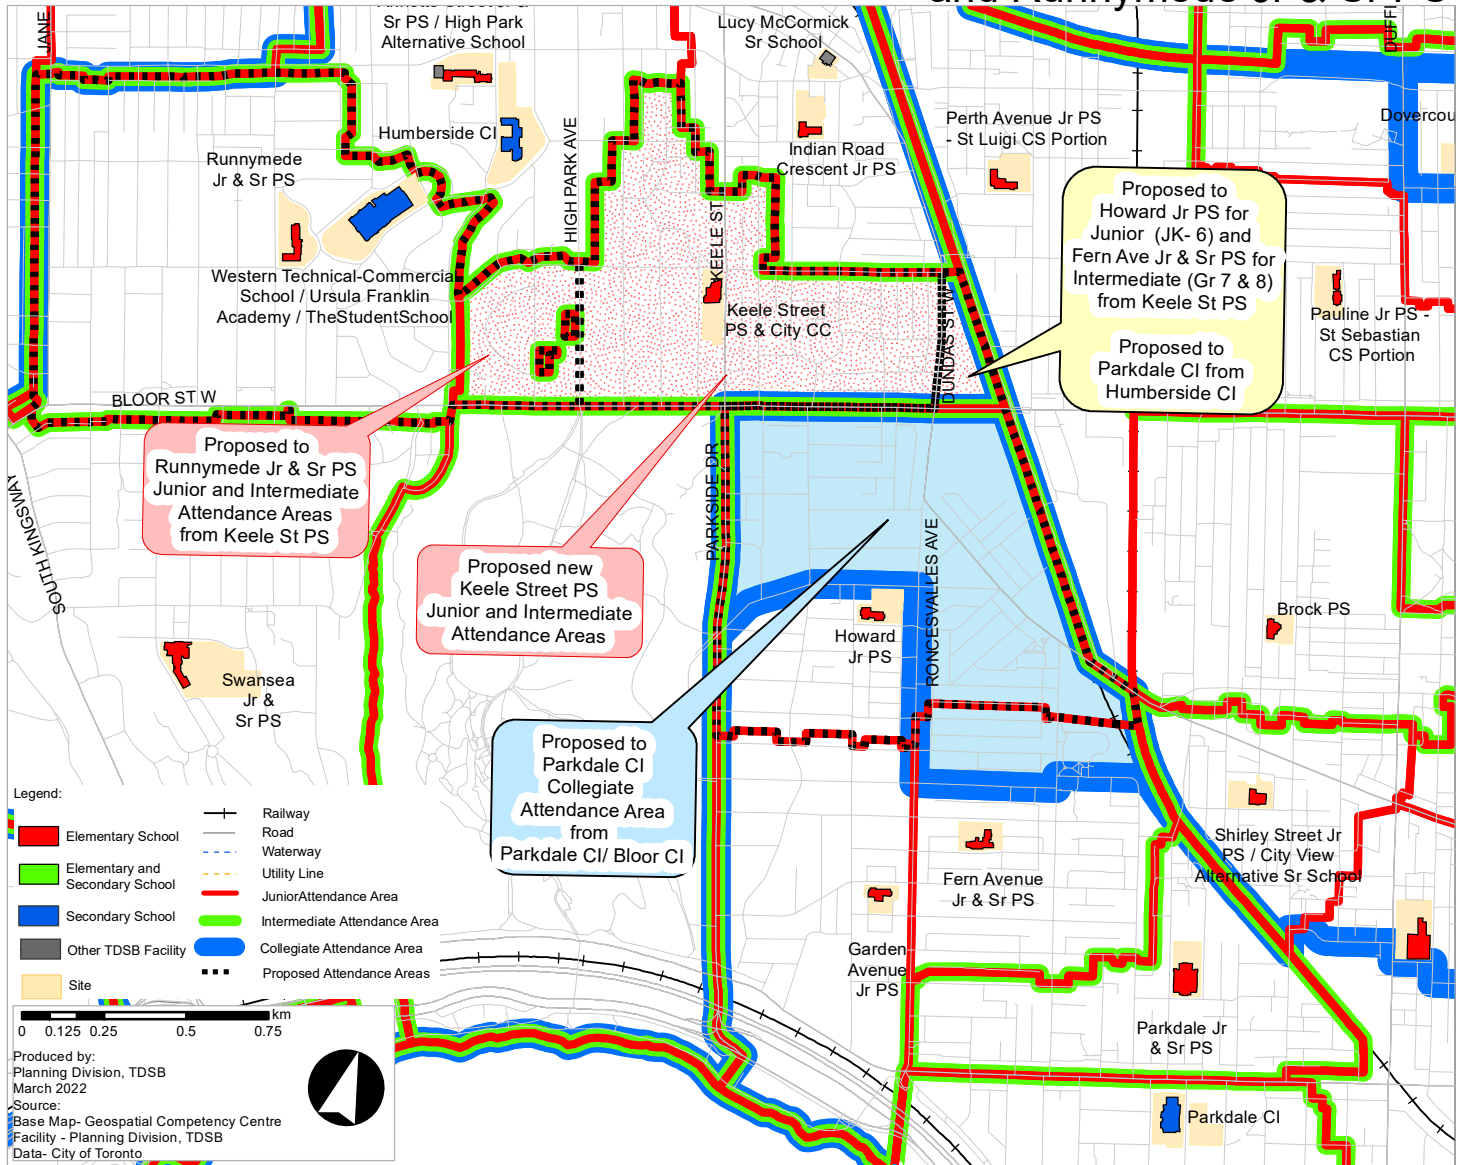 and Runnymede Jr & Sr PS
JANE
Annette Street Jr &
Sr PS / High Park
Alternative School
Lucy McCormick
Sr School
DUFF
Humberside CI
HIGH PARK AVE
Indian Road
Crescent Jr PS
Perth Avenue Jr PS
- St Luigi CS Portion
Dovercou
Runnymede
Jr & Sr PS
KEELE ST
Proposed to
Howard Jr PS for
Junior (JK- 6) and
Fern Ave Jr & Sr PS for
Intermediate (Gr 7 & 8)
from Keele St PS
Proposed to
Parkdale CI from
Humberside CI
Western Technical-Commercial
School / Ursula Franklin
Academy / TheStudentSchool
Keele Street
PS & City CC
DUNDAS ST W
Pauline Jr PS -
St Sebastian
CS Portion
BLOOR ST W
Proposed to
Runnymede Jr & Sr PS
Junior and Intermediate
Attendance Areas
from Keele St PS
PARKSIDE DR
SOUTH KINGSWAY
Proposed new
Keele Street PS
Junior and Intermediate
Attendance Areas
RONCESVALLES AVE
Howard
Jr PS
Brock PS
Swansea
Jr &
Sr PS
Proposed to
Parkdale CI
Collegiate
Attendance Area
from
Parkdale CI/ Bloor CI
Shirley Street Jr
PS / City View
Alternative Sr School
Fern Avenue
Jr & Sr PS
Garden
Avenue
Jr PS
Parkdale Jr
& Sr PS
Parkdale CI
Legend:
Elementary School
Elementary and
Secondary School
Secondary School
Other TDSB Facility
Site
Railway
Road
Waterway
Utility Line
JuniorAttendance Area
Intermediate Attendance Area
Collegiate Attendance Area
Proposed Attendance Areas
km
0 0.125 0.25 0.5 0.75
Produced by:
Planning Division, TDSB
March 2022
Source:
Base Map- Geospatial Competency Centre
Facility - Planning Division, TDSB
Data- City of Toronto